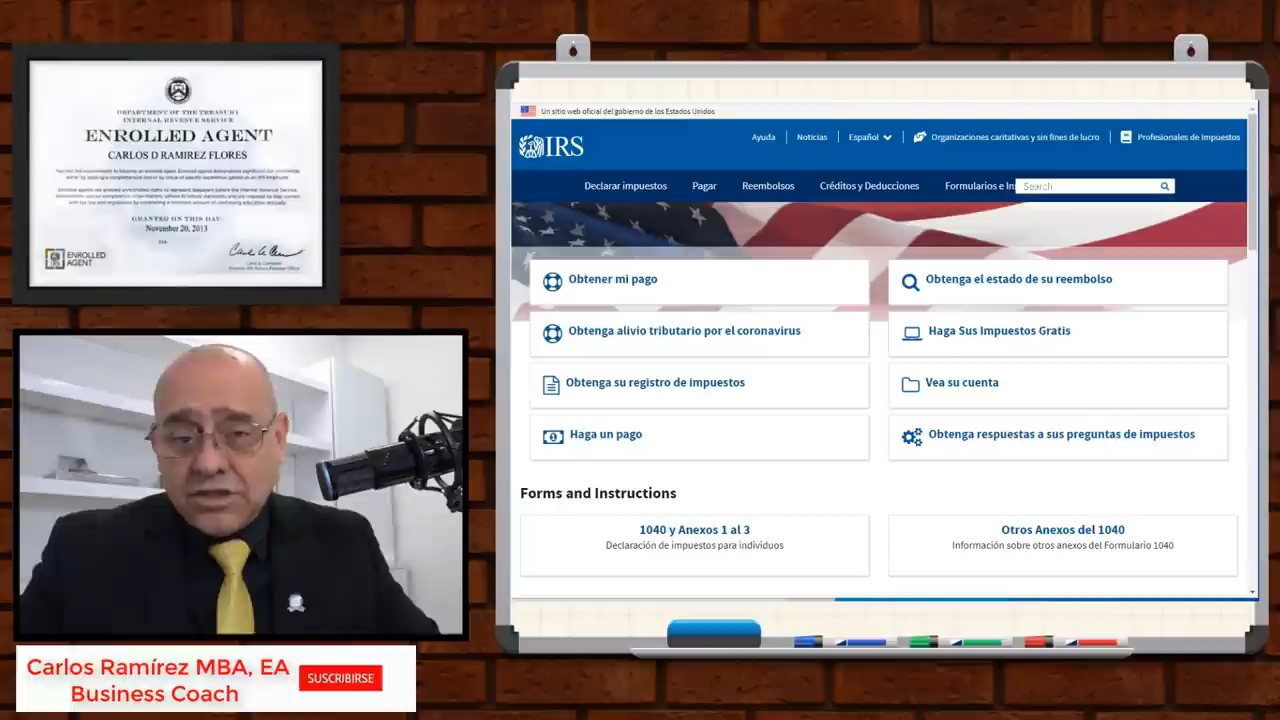 DEPARTMENT OF THE TREASURY
INTERNAL REVENUE SERVICE
ENROLLED AGENT
CARLOS D RAMIREZ FLORES
GRANTED ON THIS DAY:
November 20, 2013
ENROLLED
AGENT
Un sitio web oficial del gobierno de los Estados Unidos
IRS
Ayuda
Noticias
Español
Organizaciones caritativas y sin fines de lucro
Profesionales de Impuestos
Declarar impuestos
Pagar
Reembolsos
Créditos y Deducciones
Formularios e Ins
Search
Obtener mi pago
Obtenga el estado de su reembolso
Obtenga alivio tributario por el coronavirus
Haga Sus Impuestos Gratis
Obtenga su registro de impuestos
Vea su cuenta
Haga un pago
Obtenga respuestas a sus preguntas de impuestos
Forms and Instructions
1040 y Anexos 1 al 3
Declaración de impuestos para individuos
Otros Anexos del 1040
Información sobre otros anexos del Formulario 1040
Carlos Ramírez MBA, EA
Business Coach
SUSCRIBIRSE